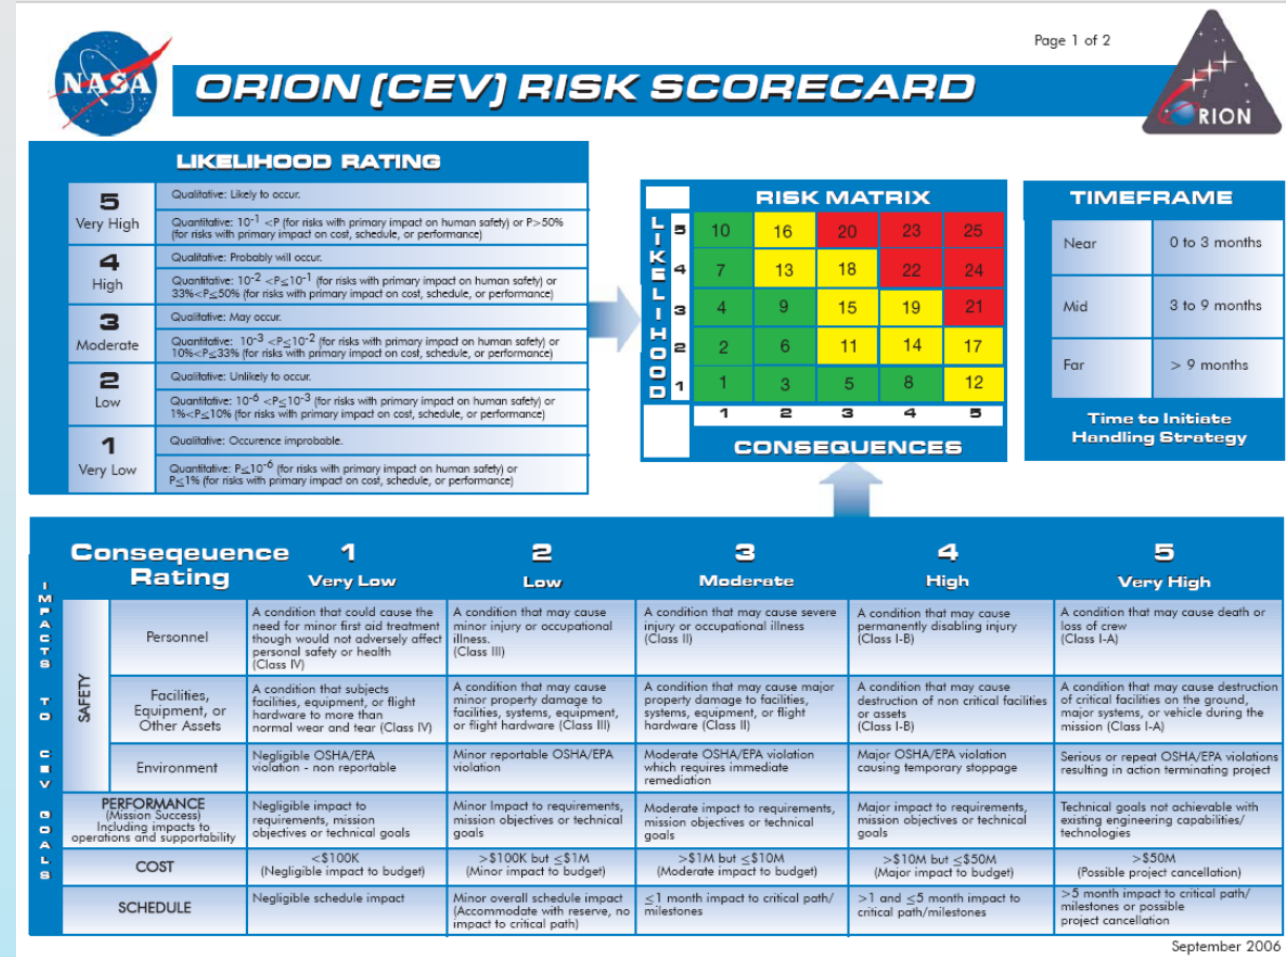 Page 1 of 2
NASA
ORION (CEV) RISK SCORECARD
ORION
LIKELIHOOD RATING
5
Very High
Qualitative: Likely to occur.
Quantitative: 10-1 <P (for risks with primary impact on human safety) or P>50%
(for risks with primary impact on cost, schedule, or performance)
4
High
Qualitative: Probably will occur.
Quantitative: 10-2 <P≤10-1 (for risks with primary impact on human safety) or
33%<P≤50% (for risks with primary impact on cost, schedule, or performance)
3
Moderate
Qualitative: May occur.
Quantitative: 10-3 <P≤10-2 (for risks with primary impact on human safety) or
10%<P≤33% (for risks with primary impact on cost, schedule, or performance)
2
Low
Qualitative: Unlikely to occur.
Quantitative: 10-6 <P≤10-3 (for risks with primary impact on human safety) or
1%<P≤10% (for risks with primary impact on cost, schedule, or performance)
1
Very Low
Qualitative: Occurence improbable.
Quantitative: P≤10-6 (for risks with primary impact on human safety) or
P≤1% (for risks with primary impact on cost, schedule, or performance)
RISK MATRIX
LIKELIHOOD
5 10 16 20 23 25
4 7 13 18 22 24
3 4 9 15 19 21
2 2 6 11 14 17
1 1 3 5 8 12
1 2 3 4 5
CONSEQUENCES
TIMEFRAME
Near 0 to 3 months
Mid 3 to 9 months
Far > 9 months
Time to Initiate
Handling Strategy
IMPACTS TO CEV GOALS
Conseqeuence
Rating
1
Very Low
2
Low
3
Moderate
4
High
5
Very High
SAFETY
Personnel
A condition that could cause the
need for minor first aid treatment
though would not adversely affect
personal safety or health
(Class IV)
A condition that may cause
minor injury or occupational
illness.
(Class III)
A condition that may cause severe
injury or occupational illness
(Class II)
A condition that may cause
permanently disabling injury
(Class I-B)
A condition that may cause death or
loss of crew
(Class I-A)
Facilities,
Equipment, or
Other Assets
A condition that subjects
facilities, equipment, or flight
hardware to more than
normal wear and tear (Class IV)
A condition that may cause
minor property damage to
facilities, systems, equipment,
or flight hardware (Class III)
A condition that may cause major
property damage to facilities,
systems, equipment, or flight
hardware (Class II)
A condition that may cause
destruction of non critical facilities
or assets
(Class I-B)
A condition that may cause destruction
of critical facilities on the ground,
major systems, or vehicle during the
mission (Class I-A)
Environment
Negligible OSHA/EPA
violation - non reportable
Minor reportable OSHA/EPA
violation
Moderate OSHA/EPA violation
which requires immediate
remediation
Major OSHA/EPA violation
causing temporary stoppage
Serious or repeat OSHA/EPA violations
resulting in action terminating project
PERFORMANCE
(Mission Success)
Including impacts to
operations and supportability
Negligible impact to
requirements, mission
objectives or technical goals
Minor Impact to requirements,
mission objectives or technical
goals
Moderate impact to requirements,
mission objectives or technical
goals
Major impact to requirements,
mission objectives or technical
goals
Technical goals not achievable with
existing engineering capabilities/
technologies
COST
<$100K
(Negligible impact to budget)
>$100K but ≤$1M
(Minor impact to budget)
>$1M but ≤$10M
(Moderate impact to budget)
>$10M but ≤$50M
(Major impact to budget)
>$50M
(Possible project cancellation)
SCHEDULE
Negligible schedule impact
Minor overall schedule impact
(Accommodate with reserve, no
impact to critical path)
≤1 month impact to critical path/
milestones
>1 and ≤5 month impact to
critical path/milestones
>5 month impact to critical path/
milestones or possible
project cancellation
September 2006